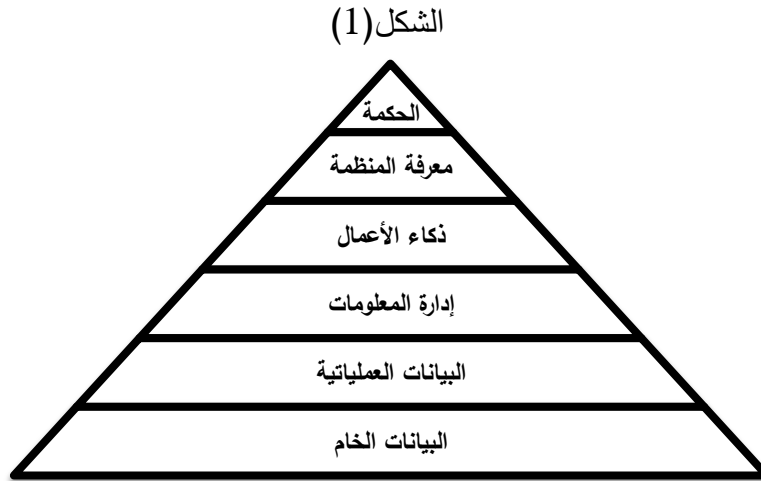 الشكل(1)
الحكمة
معرفة المنظمة
ذكاء الأعمال
إدارة المعلومات
البيانات العملياتية
البيانات الخام